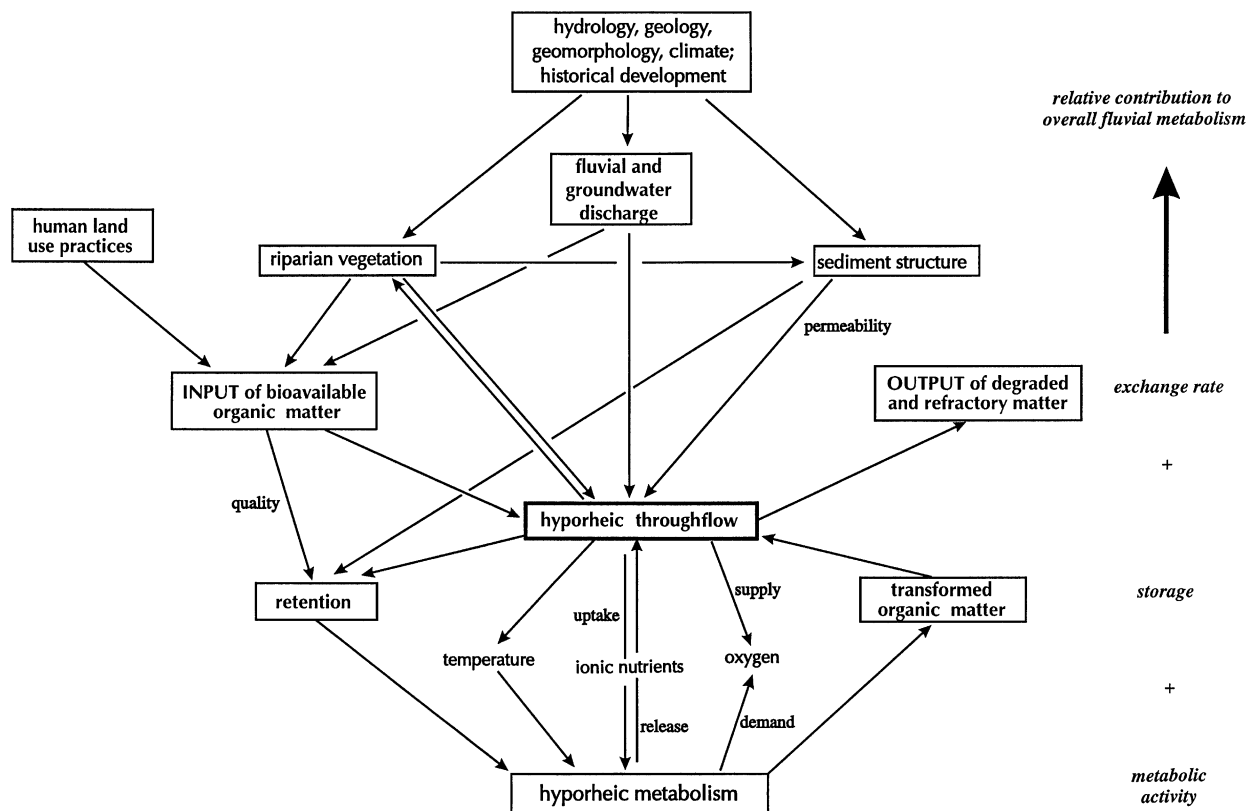 hydrology, geology,
geomorphology, climate;
historical development
relative contribution to
overall fluvial metabolism
fluvial and
groundwater
discharge
human land
use practices
riparian vegetation
sediment structure
permeability
INPUT of bioavailable
organic matter
OUTPUT of degraded
and refractory matter
exchange rate
+
quality
hyporheic throughflow
retention
uptake
supply
transformed
organic matter
storage
temperature
ionic nutrients
oxygen
+
release
demand
hyporheic metabolism
metabolic
activity